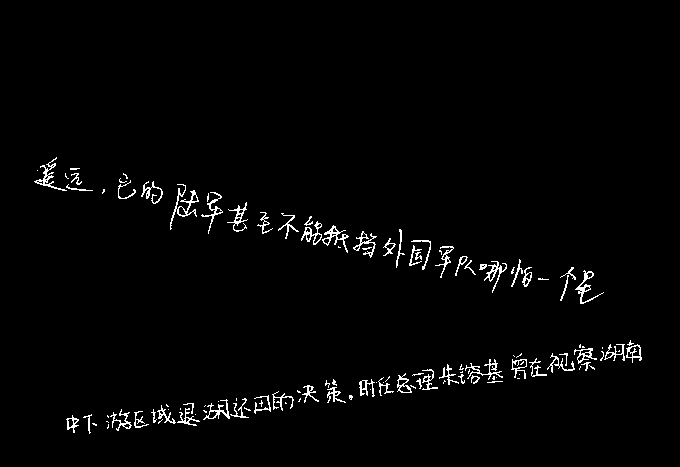 遥远，它的陆军甚至不能抵挡外国军队哪怕一个星
中下游区域退湖还田的决策。时任总理朱镕基曾在视察湖南